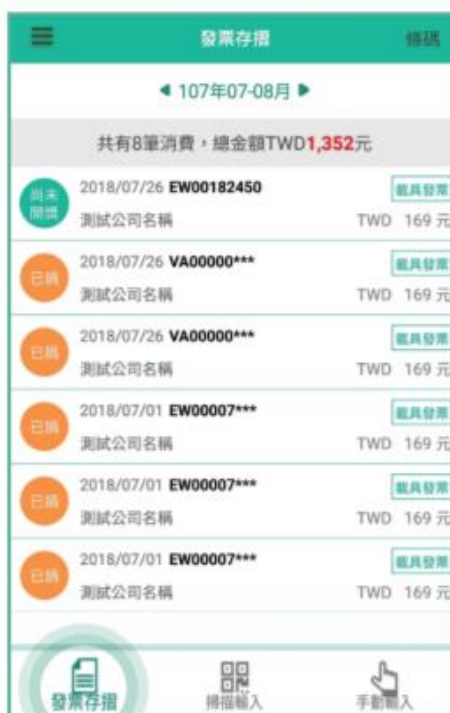 發票存摺
條碼
107年07-08月
共有8筆消費，總金額TWD1,352元
尚未
開獎
2018/07/26 EW00182450
載具發票
測試公司名稱
TWD 169 元
已捐
2018/07/26 VA00000***
載具發票
測試公司名稱
TWD 169 元
已捐
2018/07/26 VA00000***
載具發票
測試公司名稱
TWD 169 元
已捐
2018/07/01 EW00007***
載具發票
測試公司名稱
TWD 169 元
已捐
2018/07/01 EW00007***
載具發票
測試公司名稱
TWD 169 元
已捐
2018/07/01 EW00007***
載具發票
測試公司名稱
TWD 169 元
發票存摺
掃描輸入
手動輸入